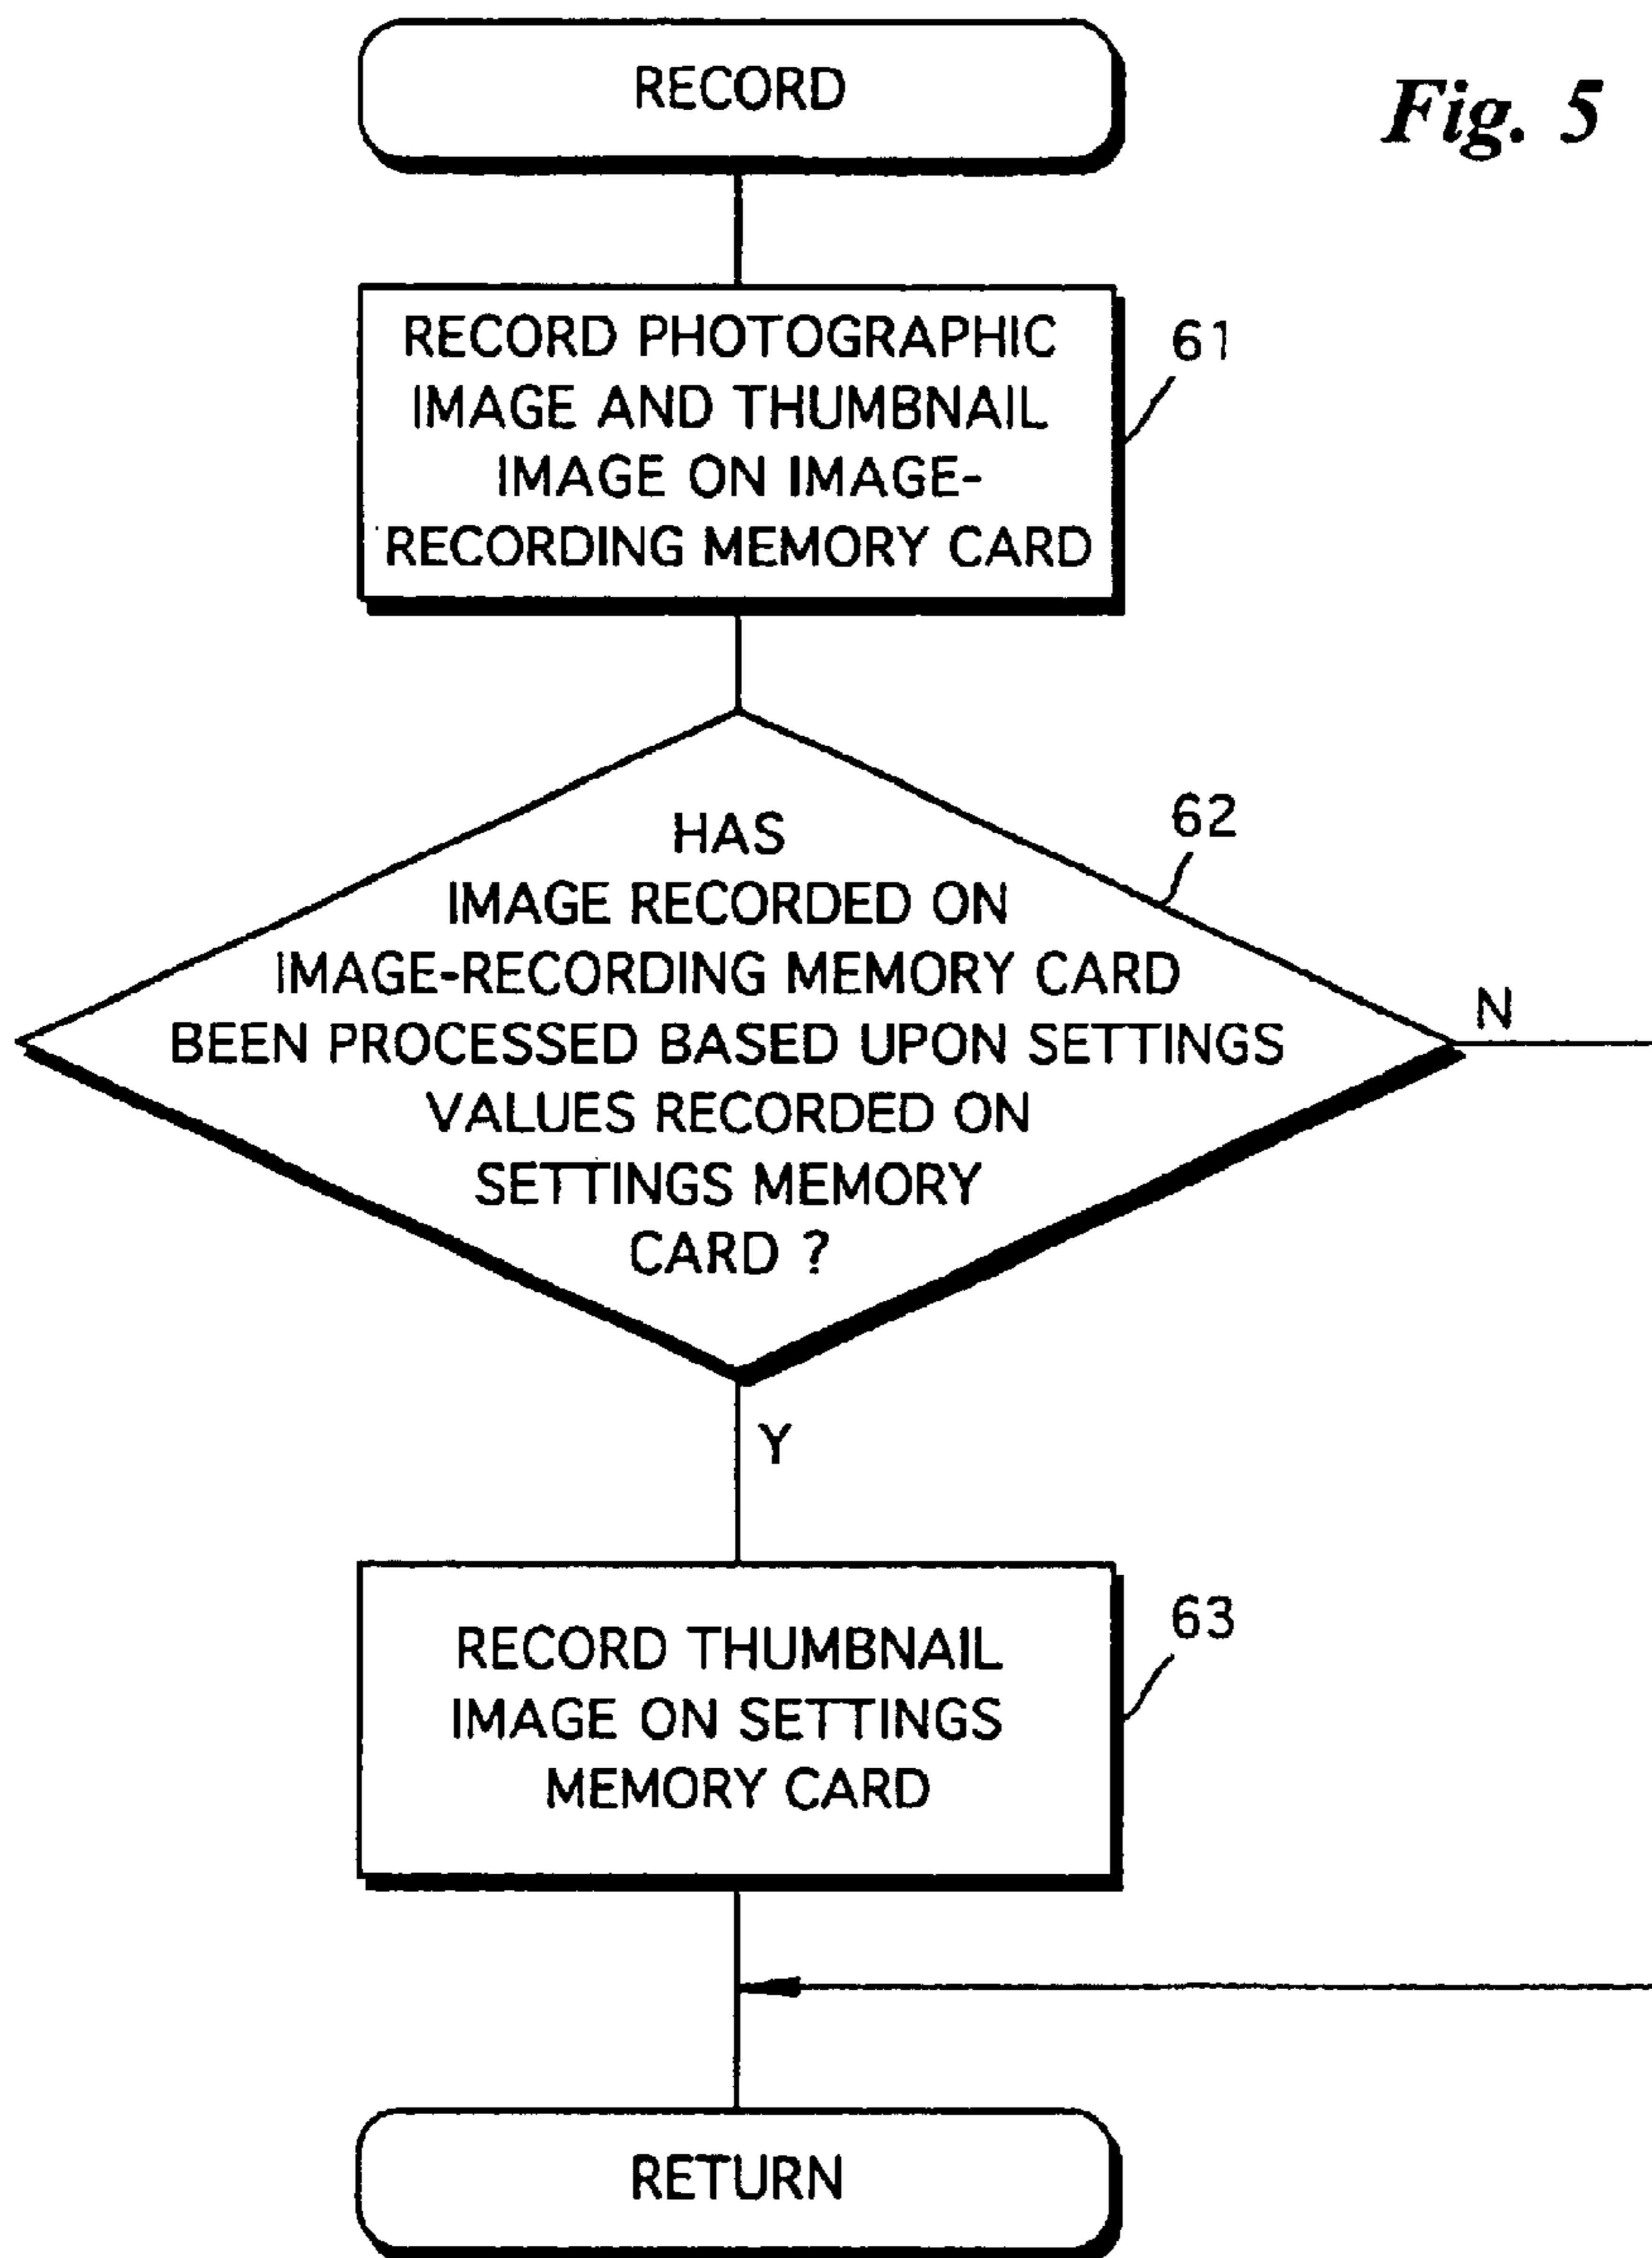 RECORD
Fig. 5
RECORD PHOTOGRAPHIC
IMAGE AND THUMBNAIL
IMAGE ON IMAGE-
RECORDING MEMORY CARD
61
HAS
IMAGE RECORDED ON
IMAGE-RECORDING MEMORY CARD
BEEN PROCESSED BASED UPON SETTINGS
VALUES RECORDED ON
SETTINGS MEMORY
CARD ?
62
N
Y
RECORD THUMBNAIL
IMAGE ON SETTINGS
MEMORY CARD
63
RETURN